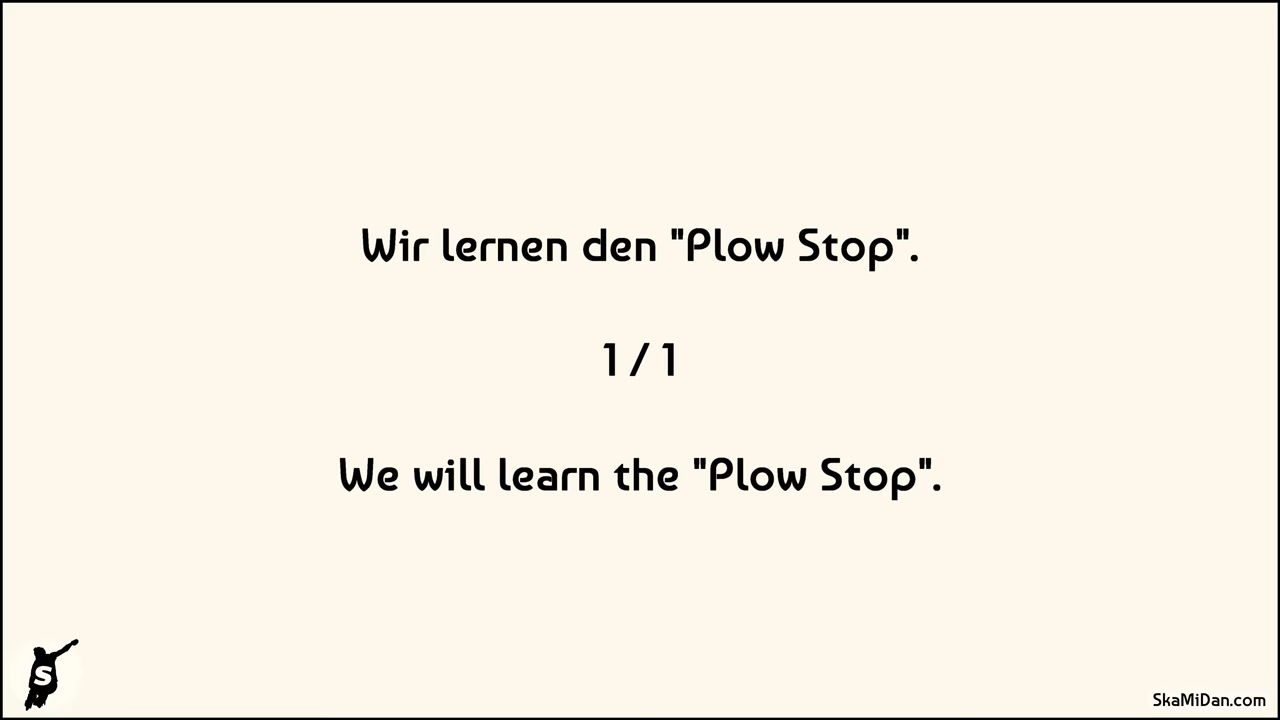 Wir lernen den "Plow Stop".
1 / 1
We will learn the "Plow Stop".
S
SkaMiDan.com